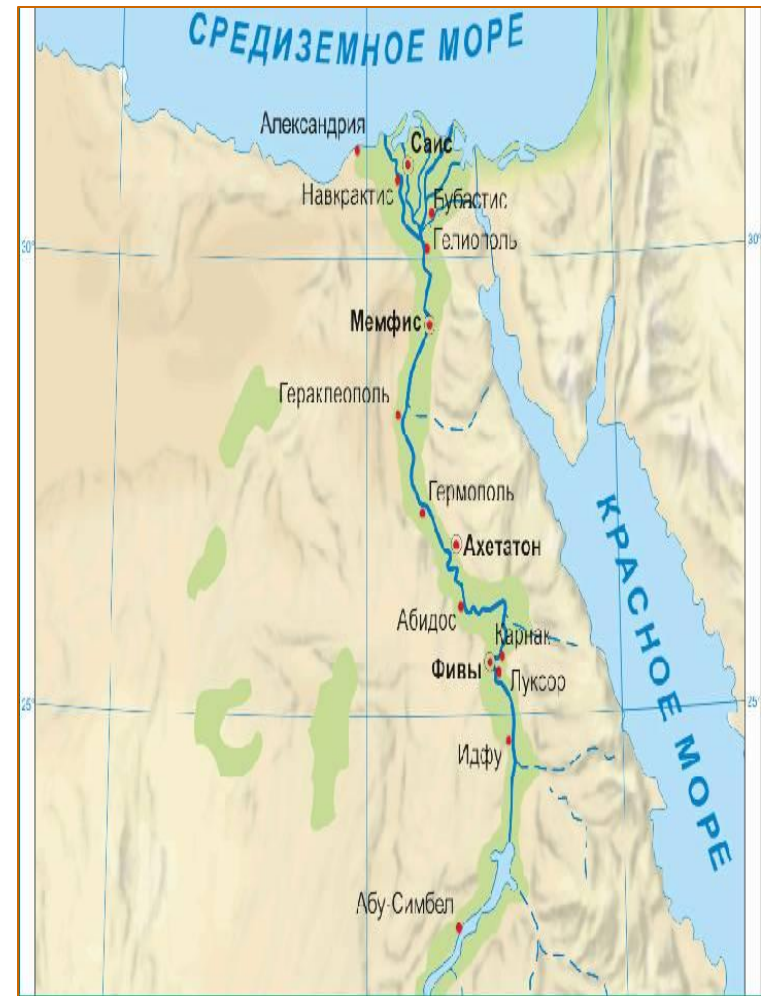 СРЕДИЗЕМНОЕ МОРЕ
Александрия
Саис
Навкрактис
Бубастис
Гелиополь
30°
30°
Мемфис
Гераклеополь
Гермополь
КРАСНОЕ МОРЕ
Ахетатон
Абидос
Карнак
Фивы
Луксор
25°
25°
Идфу
Абу-Симбел